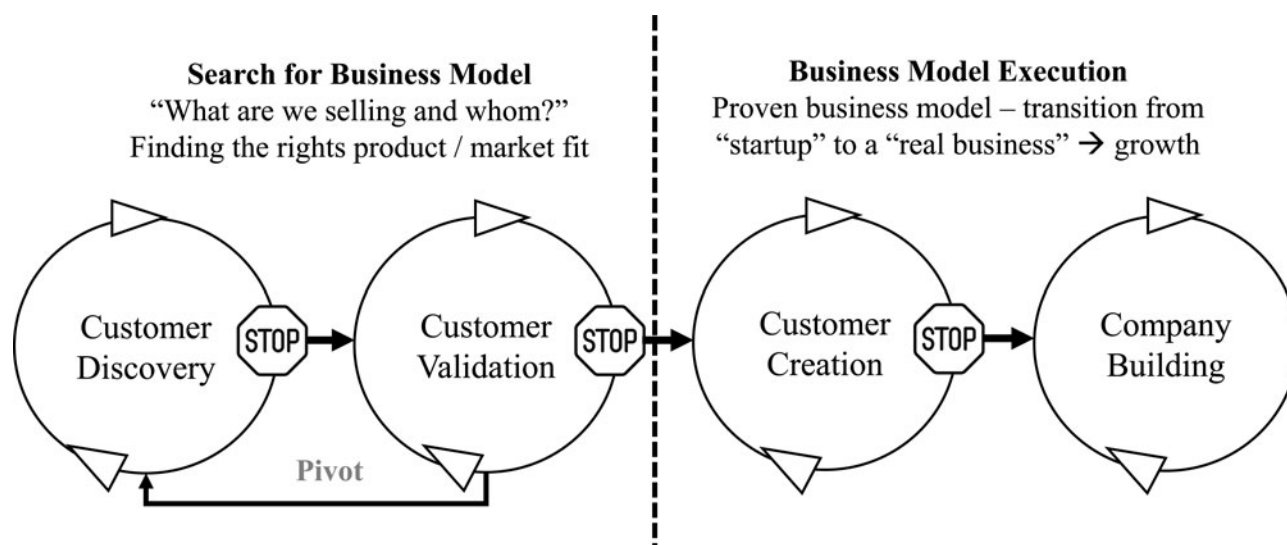 Search for Business Model
“What are we selling and whom?”
Finding the rights product / market fit
Business Model Execution
Proven business model – transition from
“startup” to a “real business” → growth
Customer
Discovery
STOP
Customer
Validation
STOP
Customer
Creation
STOP
Company
Building
Pivot